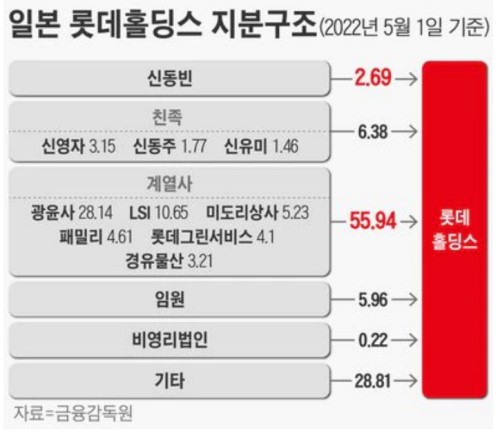 일본 롯데홀딩스 지분구조(2022년 5월 1일 기준)
신동빈 2.69
친족 6.38
신영자 3.15 신동주 1.77 신유미 1.46
계열사
광윤사 28.14 LSI 10.65 미도리상사 5.23
패밀리 4.61 롯데그린서비스 4.1
경유물산 3.21
55.94
롯데
홀딩스
임원 5.96
비영리법인 0.22
기타 28.81
자료=금융감독원